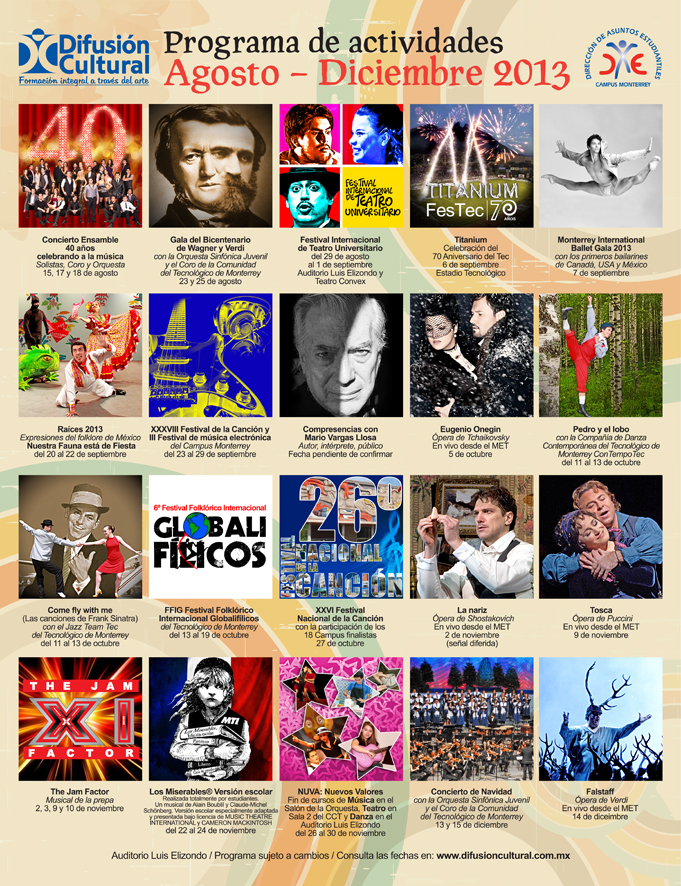 Difusión
Cultural
Formación integral a través del arte
Programa de actividades
Agosto – Diciembre 2013
DIRECCIÓN DE ASUNTOS ESTUDIANTILES
CAMPUS MONTERREY
40
FESTIVAL
INTERNACIONAL
DE TEATRO
UNIVERSITARIO
TITANIUM
FesTec 70
AÑOS
Concierto Ensamble
40 años
celebrando a la música
Solistas, Coro y Orquesta
15, 17 y 18 de agosto
Gala del Bicentenario
de Wagner y Verdi
con la Orquesta Sinfónica Juvenil
y el Coro de la Comunidad
del Tecnológico de Monterrey
23 y 25 de agosto
Festival Internacional
de Teatro Universitario
del 29 de agosto
al 1 de septiembre
Auditorio Luis Elizondo y
Teatro Convex
Titanium
Celebración del
70 Aniversario del Tec
6 de septiembre
Estadio Tecnológico
Monterrey International
Ballet Gala 2013
con los primeros bailarines
de Canadá, USA y México
7 de septiembre
Raíces 2013
Expresiones del folklore de México
Nuestra Fauna está de Fiesta
del 20 al 22 de septiembre
XXXVIII Festival de la Canción y
III Festival de música electrónica
del Campus Monterrey
del 23 al 29 de septiembre
Compresencias con
Mario Vargas Llosa
Autor, intérprete, público
Fecha pendiente de confirmar
Eugenio Onegin
Ópera de Tchaikovsky
En vivo desde el MET
5 de octubre
Pedro y el lobo
con la Compañía de Danza
Contemporánea del Tecnológico de
Monterrey ConTempoTec
del 11 al 13 de octubre
6º Festival Folklórico Internacional
GLOBALI
FÍLICOS
26º
FESTIVAL
NACIONAL
DE LA
CANCIÓN
Come fly with me
(Las canciones de Frank Sinatra)
con el Jazz Team Tec
del Tecnológico de Monterrey
del 11 al 13 de octubre
FFIG Festival Folklórico
Internacional Globalifílicos
del Tecnológico de Monterrey
del 13 al 19 de octubre
XXVI Festival
Nacional de la Canción
con la participación de los
18 Campus finalistas
27 de octubre
La nariz
Ópera de Shostakovich
En vivo desde el MET
2 de noviembre
(señal diferida)
Tosca
Ópera de Puccini
En vivo desde el MET
9 de noviembre
THE JAM
XI
FACTOR
MTI
Los Miserables
The Jam Factor
Musical de la prepa
2, 3, 9 y 10 de noviembre
Los Miserables® Versión escolar
Realizada totalmente por estudiantes.
Un musical de Alain Boublil y Claude-Michel
Schönberg. Versión escolar especialmente adaptada
y presentada bajo licencia de MUSIC THEATRE
INTERNATIONAL y CAMERON MACKINTOSH
del 22 al 24 de noviembre
NUVA: Nuevos Valores
Fin de cursos de Música en el
Salón de la Orquesta, Teatro en
Sala 2 del CCT y Danza en el
Auditorio Luis Elizondo
del 26 al 30 de noviembre
Concierto de Navidad
con la Orquesta Sinfónica Juvenil
y el Coro de la Comunidad
del Tecnológico de Monterrey
13 y 15 de diciembre
Falstaff
Ópera de Verdi
En vivo desde el MET
14 de diceimbre
Auditorio Luis Elizondo / Programa sujeto a cambios / Consulta las fechas en: www.difusioncultural.com.mx